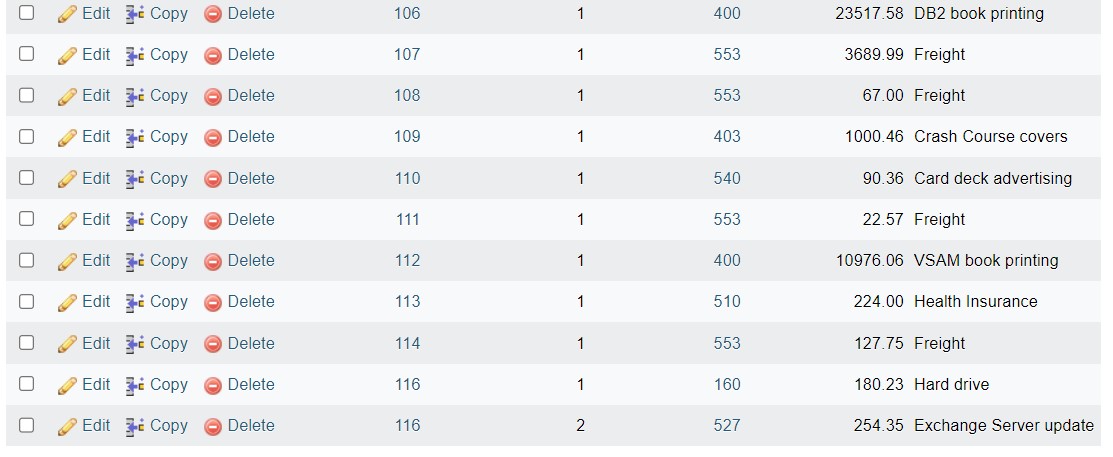 Edit Copy Delete 106 1 400 23517.58 DB2 book printing
Edit Copy Delete 107 1 553 3689.99 Freight
Edit Copy Delete 108 1 553 67.00 Freight
Edit Copy Delete 109 1 403 1000.46 Crash Course covers
Edit Copy Delete 110 1 540 90.36 Card deck advertising
Edit Copy Delete 111 1 553 22.57 Freight
Edit Copy Delete 112 1 400 10976.06 VSAM book printing
Edit Copy Delete 113 1 510 224.00 Health Insurance
Edit Copy Delete 114 1 553 127.75 Freight
Edit Copy Delete 116 1 160 180.23 Hard drive
Edit Copy Delete 116 2 527 254.35 Exchange Server update